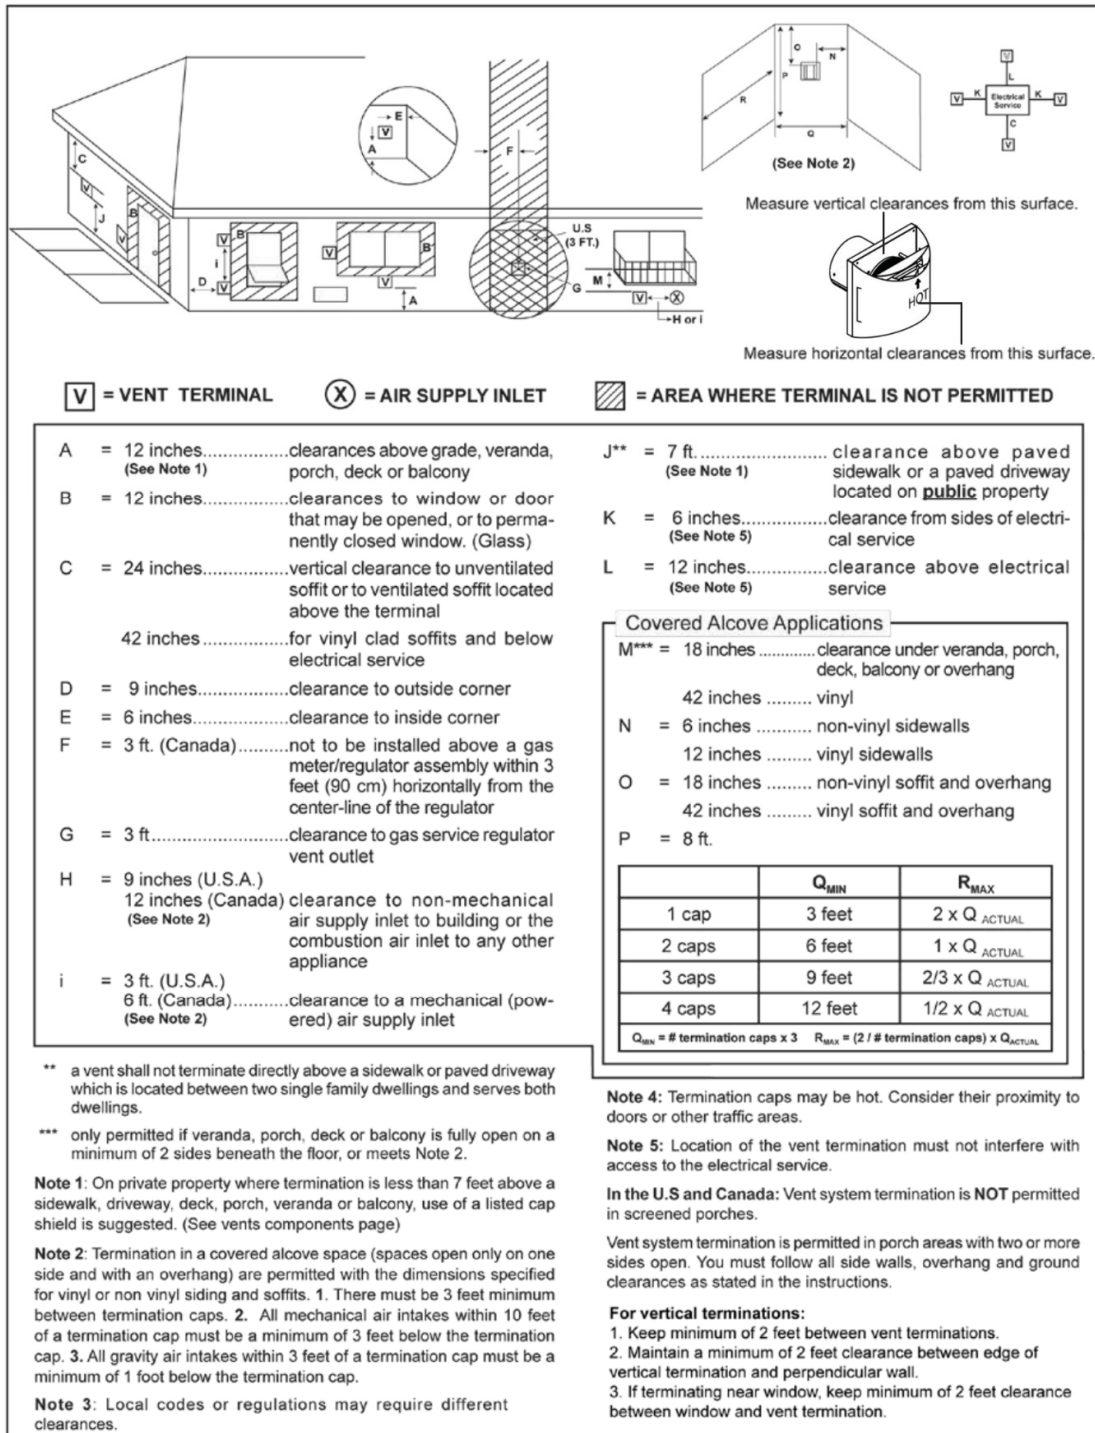 C
V
J
B
V
E
V
A
F
V
B
i
D
V
V
B
V
A
U.S
(3 FT.)
G
M
V
X
H or i
O
N
P
R
Q
(See Note 2)
V
L
V
K
Electrical
Service
K
V
C
V
Measure vertical clearances from this surface.
HOT
Measure horizontal clearances from this surface.
V = VENT TERMINAL X = AIR SUPPLY INLET = AREA WHERE TERMINAL IS NOT PERMITTED
A = 12 inches.................clearances above grade, veranda,
(See Note 1) porch, deck or balcony
B = 12 inches.................clearances to window or door
that may be opened, or to perma-
nently closed window. (Glass)
C = 24 inches.................vertical clearance to unventilated
soffit or to ventilated soffit located
above the terminal
42 inches ................for vinyl clad soffits and below
electrical service
D = 9 inches..................clearance to outside corner
E = 6 inches...................clearance to inside corner
F = 3 ft. (Canada)..........not to be installed above a gas
meter/regulator assembly within 3
feet (90 cm) horizontally from the
center-line of the regulator
G = 3 ft...........................clearance to gas service regulator
vent outlet
H = 9 inches (U.S.A.)
12 inches (Canada) clearance to non-mechanical
(See Note 2) air supply inlet to building or the
combustion air inlet to any other
appliance
i = 3 ft. (U.S.A.)
6 ft. (Canada)...........clearance to a mechanical (pow-
(See Note 2) ered) air supply inlet
J** = 7 ft. ......................... clearance above paved
(See Note 1) sidewalk or a paved driveway
located on public property
K = 6 inches.................clearance from sides of electri-
(See Note 5) cal service
L = 12 inches................clearance above electrical
(See Note 5) service
Covered Alcove Applications
M*** = 18 inches ............clearance under veranda, porch,
deck, balcony or overhang
42 inches ......... vinyl
N = 6 inches .......... non-vinyl sidewalls
12 inches ......... vinyl sidewalls
O = 18 inches ......... non-vinyl soffit and overhang
42 inches ......... vinyl soffit and overhang
P = 8 ft.
QMIN RMAX
1 cap 3 feet 2 x Q ACTUAL
2 caps 6 feet 1 x Q ACTUAL
3 caps 9 feet 2/3 x Q ACTUAL
4 caps 12 feet 1/2 x Q ACTUAL
QMIN = # termination caps x 3 RMAX = (2 / # termination caps) x QACTUAL
** a vent shall not terminate directly above a sidewalk or paved driveway
which is located between two single family dwellings and serves both
dwellings.
*** only permitted if veranda, porch, deck or balcony is fully open on a
minimum of 2 sides beneath the floor, or meets Note 2.
Note 1: On private property where termination is less than 7 feet above a
sidewalk, driveway, deck, porch, veranda or balcony, use of a listed cap
shield is suggested. (See vents components page)
Note 2: Termination in a covered alcove space (spaces open only on one
side and with an overhang) are permitted with the dimensions specified
for vinyl or non vinyl siding and soffits. 1. There must be 3 feet minimum
between termination caps. 2. All mechanical air intakes within 10 feet
of a termination cap must be a minimum of 3 feet below the termination
cap. 3. All gravity air intakes within 3 feet of a termination cap must be a
minimum of 1 foot below the termination cap.
Note 3: Local codes or regulations may require different
clearances.
Note 4: Termination caps may be hot. Consider their proximity to
doors or other traffic areas.
Note 5: Location of the vent termination must not interfere with
access to the electrical service.
In the U.S and Canada: Vent system termination is NOT permitted
in screened porches.
Vent system termination is permitted in porch areas with two or more
sides open. You must follow all side walls, overhang and ground
clearances as stated in the instructions.
For vertical terminations:
1. Keep minimum of 2 feet between vent terminations.
2. Maintain a minimum of 2 feet clearance between edge of
vertical termination and perpendicular wall.
3. If terminating near window, keep minimum of 2 feet clearance
between window and vent termination.